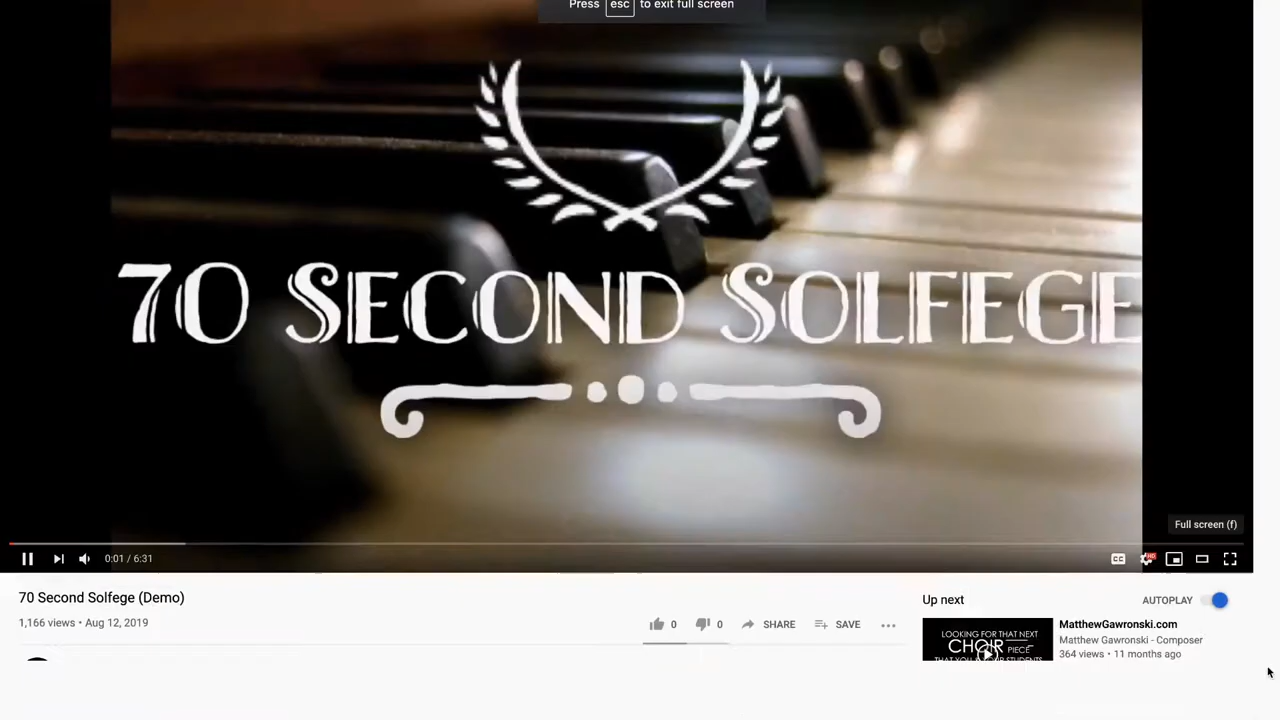 Press esc to exit full screen
70 SECOND SOLFEGE
Full screen (f)
0:01 / 6:31
CC
HD
70 Second Solfege (Demo)
1,166 views • Aug 12, 2019
0
0
SHARE
SAVE
Up next
AUTOPLAY
LOOKING FOR THAT NEXT
CHOIR PIECE
MatthewGawronski.com
Matthew Gawronski - Composer
364 views • 11 months ago